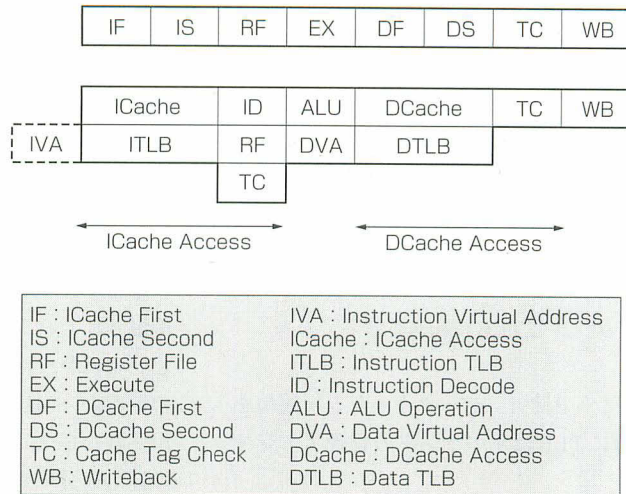 IF IS RF EX DF DS TC WB
ICache ID ALU DCache TC WB
IVA ITLB RF DVA DTLB
TC
ICache Access DCache Access
IF : ICache First IVA : Instruction Virtual Address
IS : ICache Second ICache : ICache Access
RF : Register File ITLB : Instruction TLB
EX : Execute ID : Instruction Decode
DF : DCache First ALU : ALU Operation
DS : DCache Second DVA : Data Virtual Address
TC : Cache Tag Check DCache : DCache Access
WB : Writeback DTLB : Data TLB